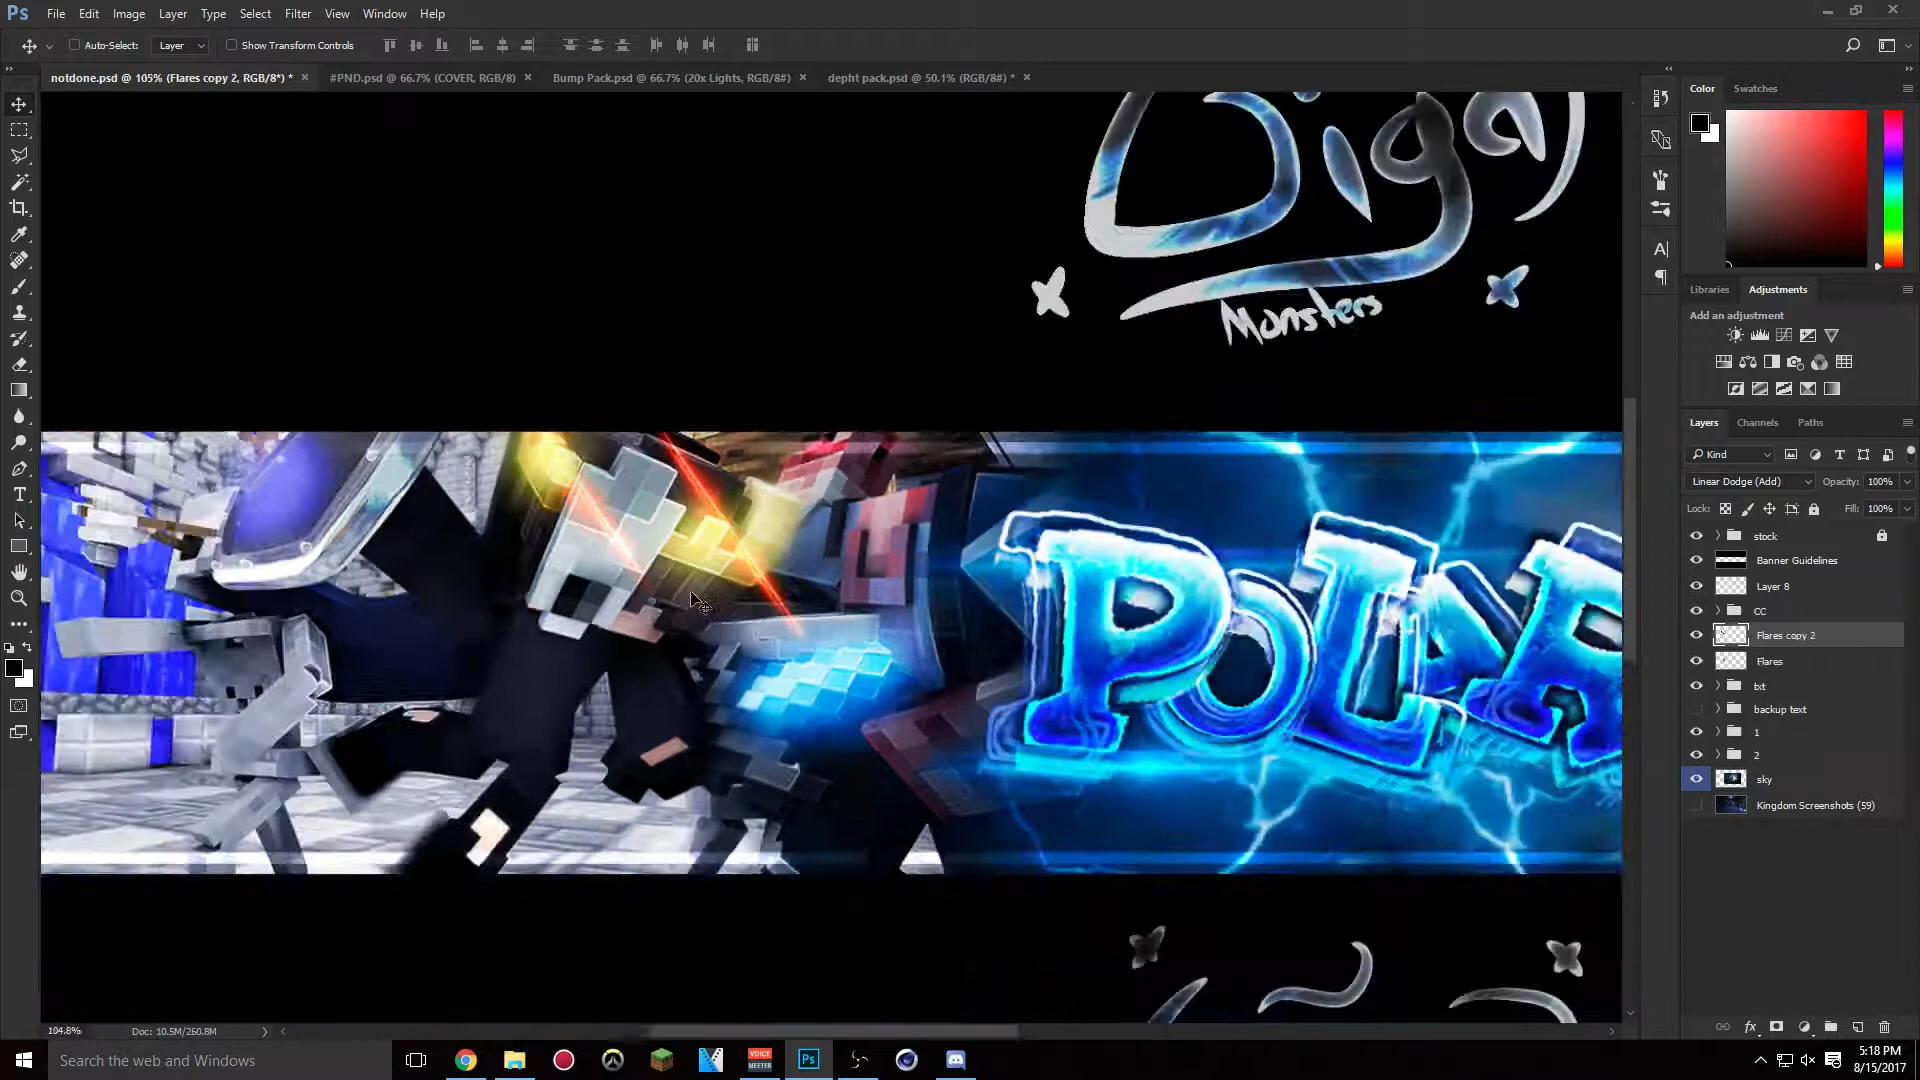 Ps File Edit Image Layer Type Select Filter View Window Help
Auto-Select: Layer Show Transform Controls
notdone.psd @ 105% (Flares copy 2, RGB/8*) * × #PND.psd @ 66.7% (COVER, RGB/8) × Bump Pack.psd @ 66.7% (20x Lights, RGB/8#) × depht pack.psd @ 50.1% (RGB/8#) * ×
Color Swatches
Monsters
Libraries Adjustments
Add an adjustment
Layers Channels Paths
Kind
Linear Dodge (Add) Opacity: 100%
Lock: Fill: 100%
stock
Banner Guidelines
Layer 8
CC
Flares copy 2
Flares
txt
backup text
1
2
sky
Kingdom Screenshots (59)
POLAR
104.8% Doc: 10.5M/260.8M
Search the web and Windows
VOICE
MEETER
Ps
5:18 PM
8/15/2017